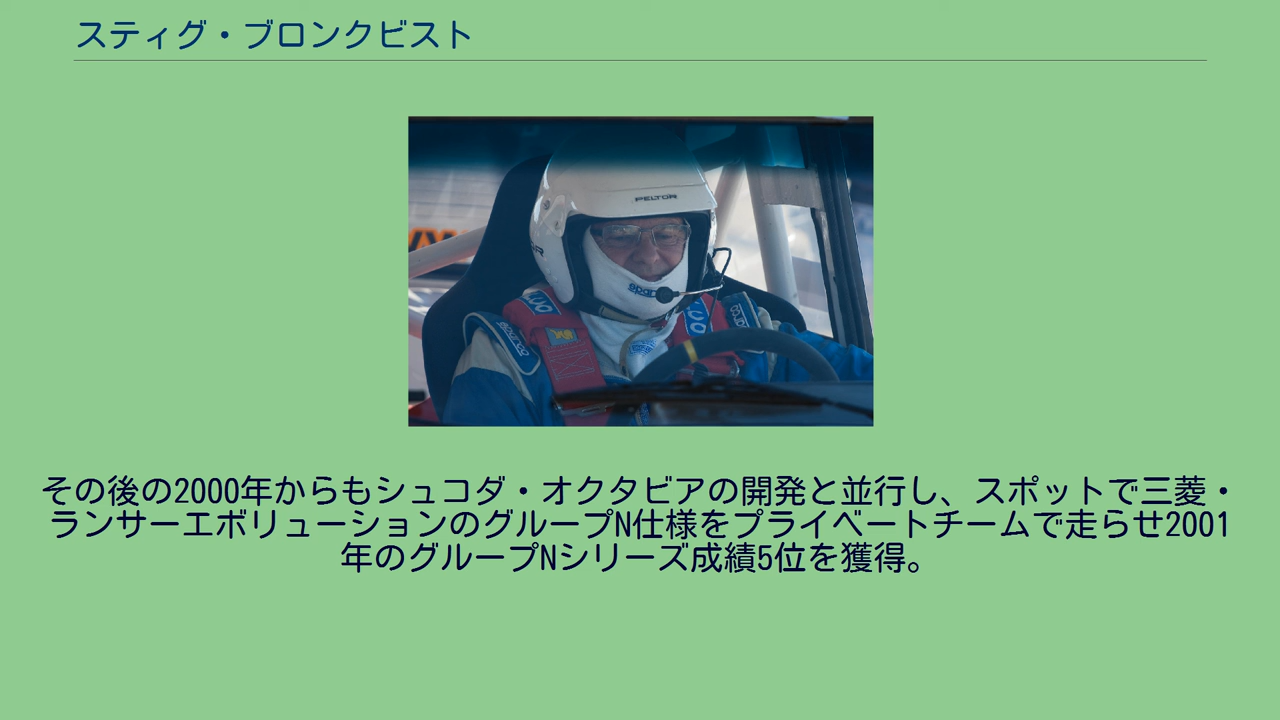 スティグ・ブロンクビスト
PELTOR
sparco
sparco
その後の2000年からもシュコダ・オクタビアの開発と並行し、スポットで三菱・
ランサーエボリューションのグループN仕様をプライベートチームで走らせ2001
年のグループNシリーズ成績5位を獲得。